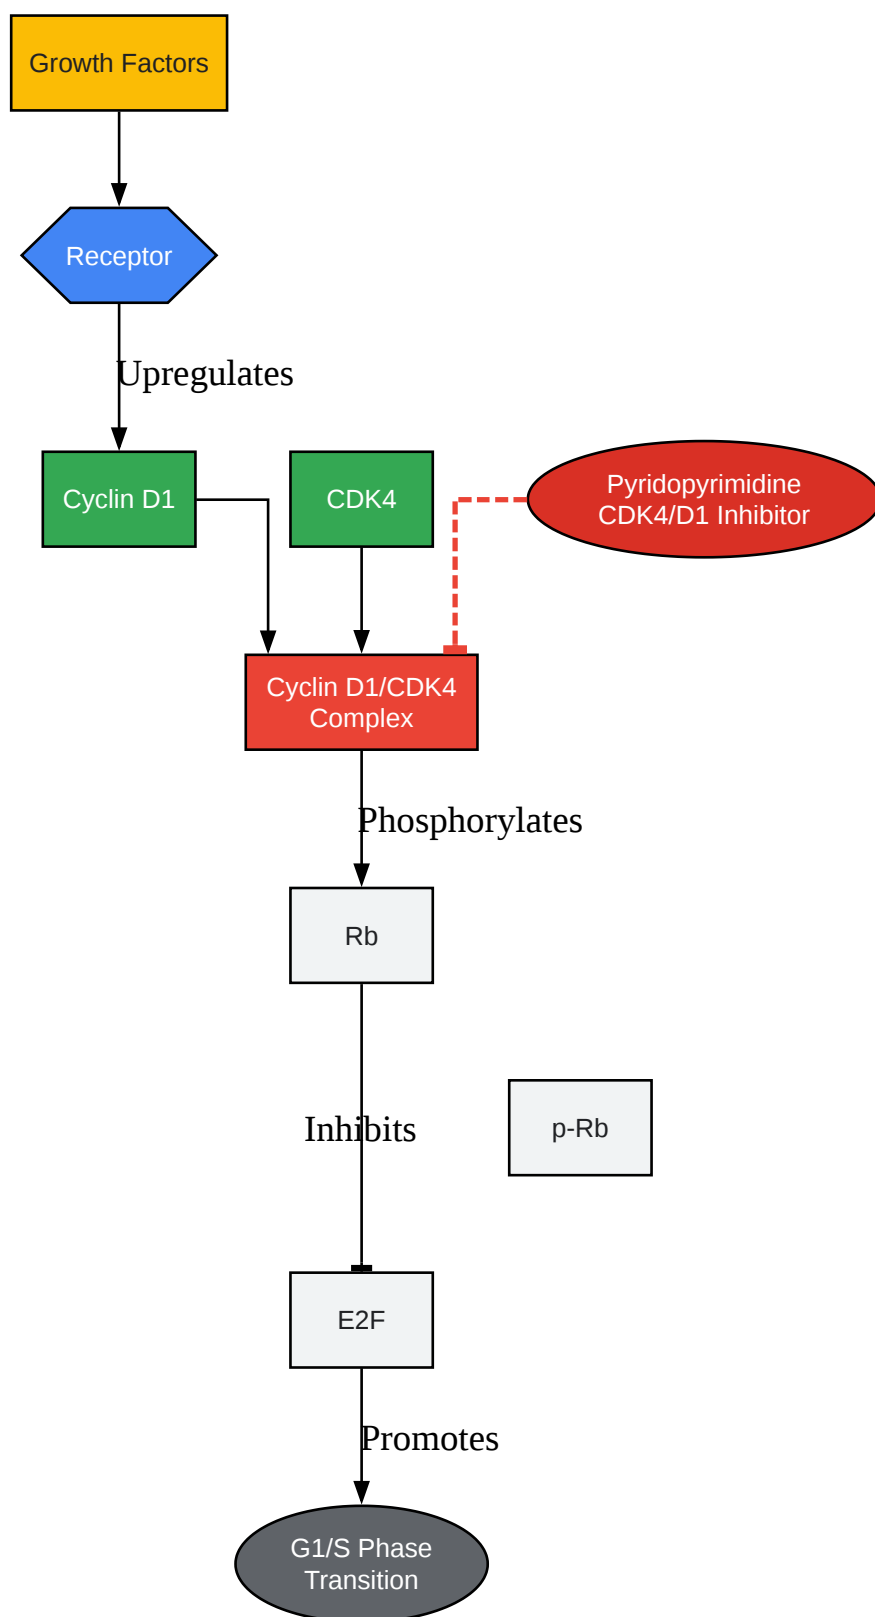 Growth Factors
Receptor
Upregulates
Cyclin D1
CDK4
Pyridopyrimidine
CDK4/D1 Inhibitor
Cyclin D1/CDK4
Complex
Phosphorylates
Rb
Inhibits
p-Rb
E2F
Promotes
G1/S Phase
Transition